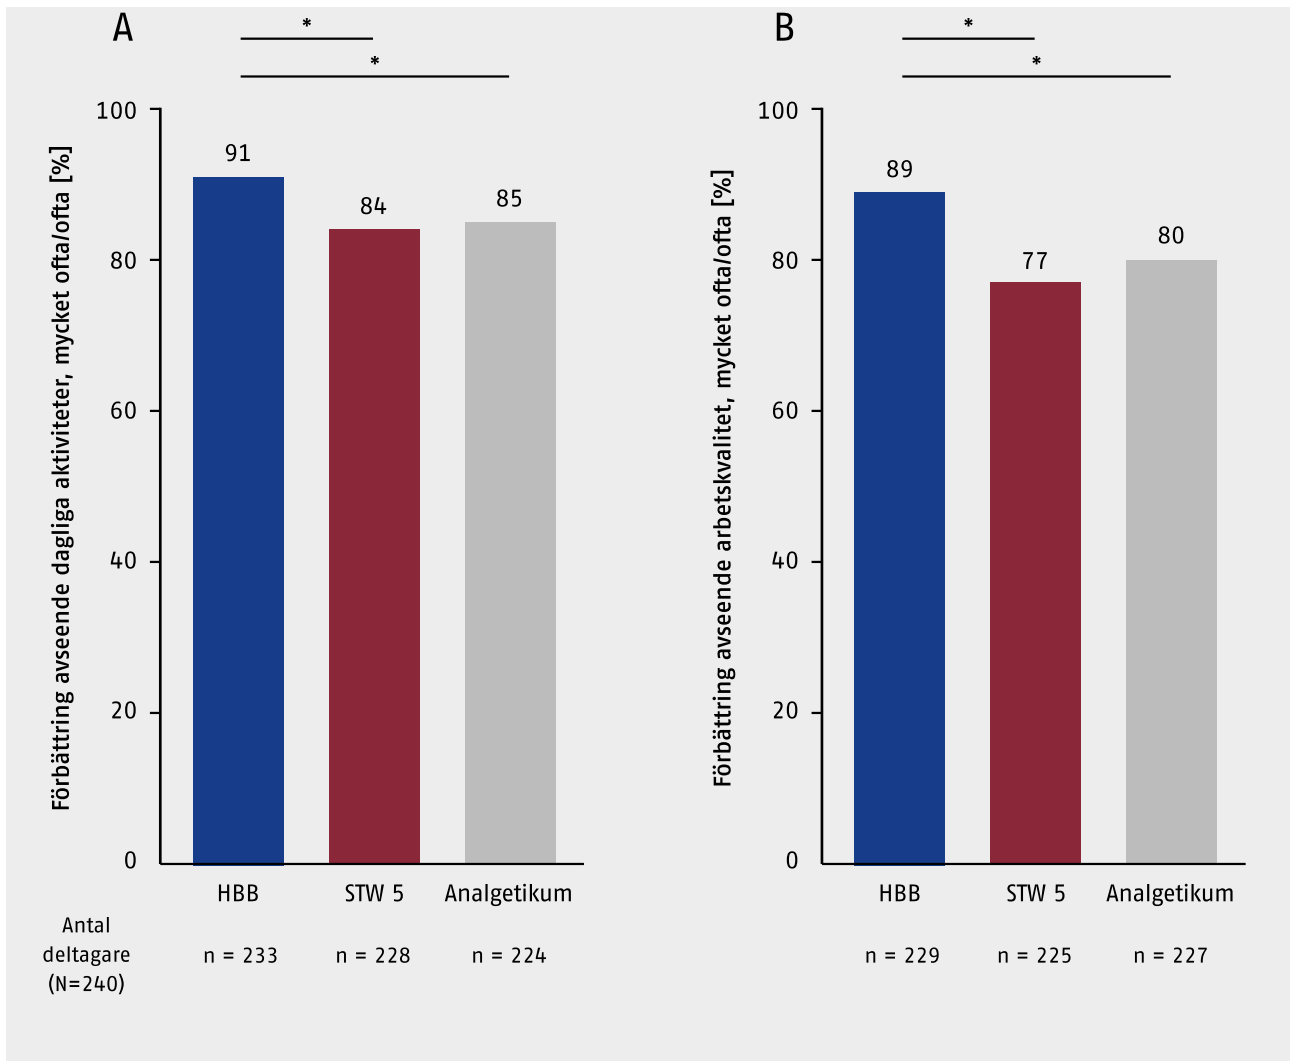 A
*
*
Förbättring avseende dagliga aktiviteter, mycket ofta/ofta [%]
100
80
60
40
20
0
91
84
85
HBB
STW 5
Analgetikum
Antal
deltagare
(N=240)
n = 233
n = 228
n = 224
B
*
*
Förbättring avseende arbetskvalitet, mycket ofta/ofta [%]
100
80
60
40
20
0
89
77
80
HBB
STW 5
Analgetikum
n = 229
n = 225
n = 227